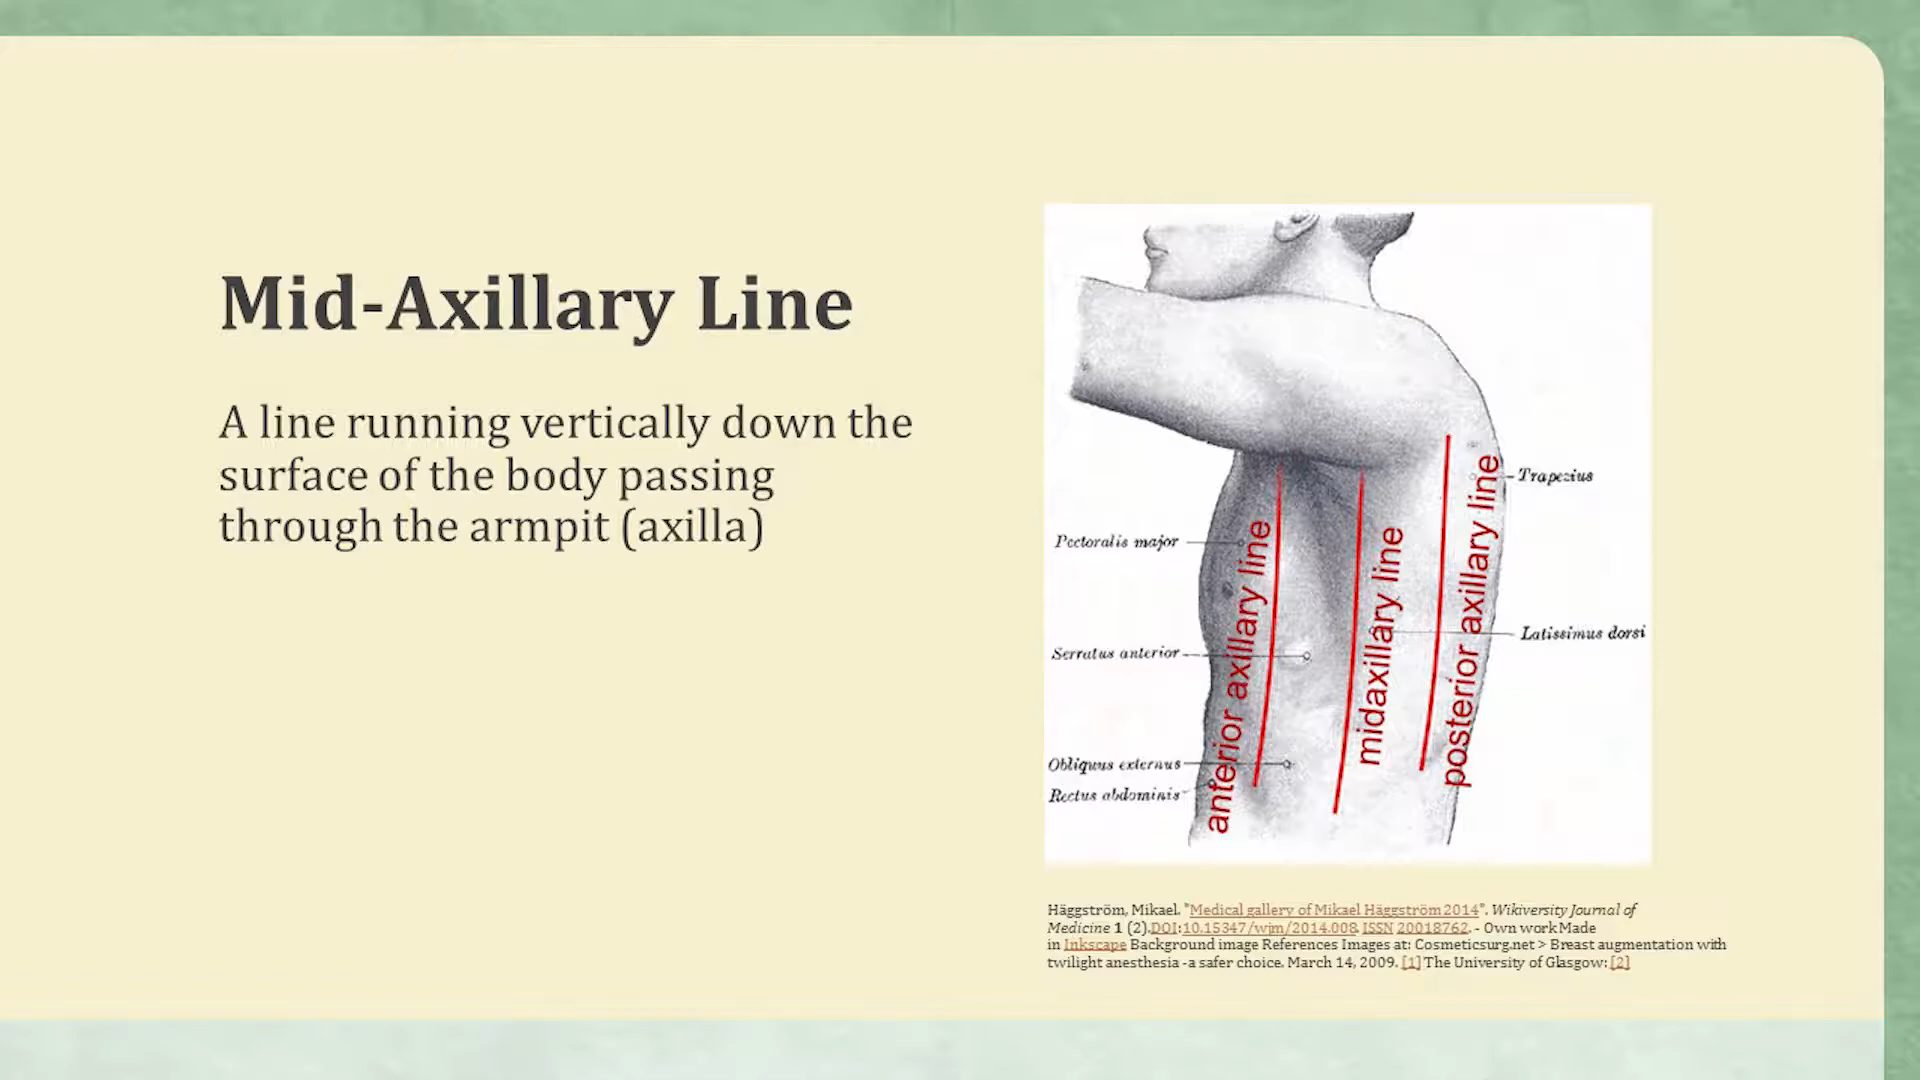 Mid-Axillary Line
A line running vertically down the
surface of the body passing
through the armpit (axilla)
Trapezius
Pectoralis major
Latissimus dorsi
Serratus anterior
Obliquus externus
Rectus abdominis
anterior axillary line
midaxillary line
posterior axillary line
Häggström, Mikael. "Medical gallery of Mikael Häggström 2014". Wikiversity Journal of
Medicine 1 (2).DOI:10.15347/wjm/2014.008. ISSN 20018762. - Own work Made
in Inkscape Background image References Images at: Cosmeticsurg.net > Breast augmentation with
twilight anesthesia -a safer choice. March 14, 2009. [1] The University of Glasgow: [2]